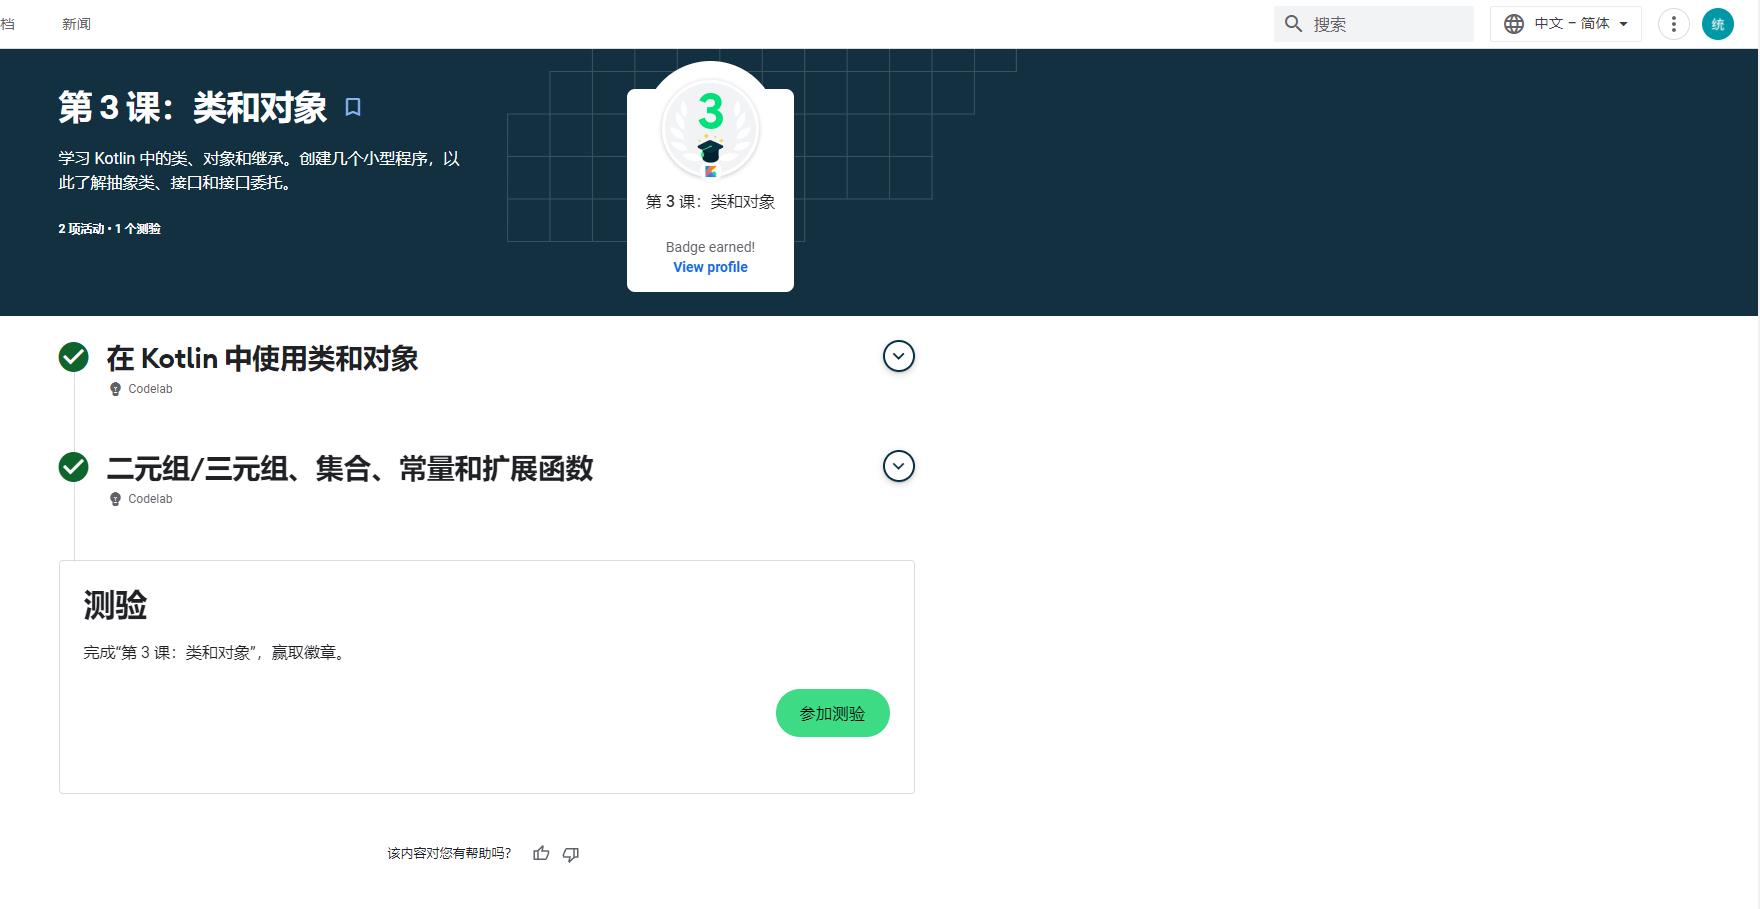 档
新闻
搜索
中文 – 简体
统
第 3 课：类和对象
学习 Kotlin 中的类、对象和继承。创建几个小型程序，以
此了解抽象类、接口和接口委托。
2 项活动 • 1 个测验
3
第 3 课：类和对象
Badge earned!
View profile
在 Kotlin 中使用类和对象
Codelab
二元组/三元组、集合、常量和扩展函数
Codelab
测验
完成“第 3 课：类和对象”，赢取徽章。
参加测验
该内容对您有帮助吗？